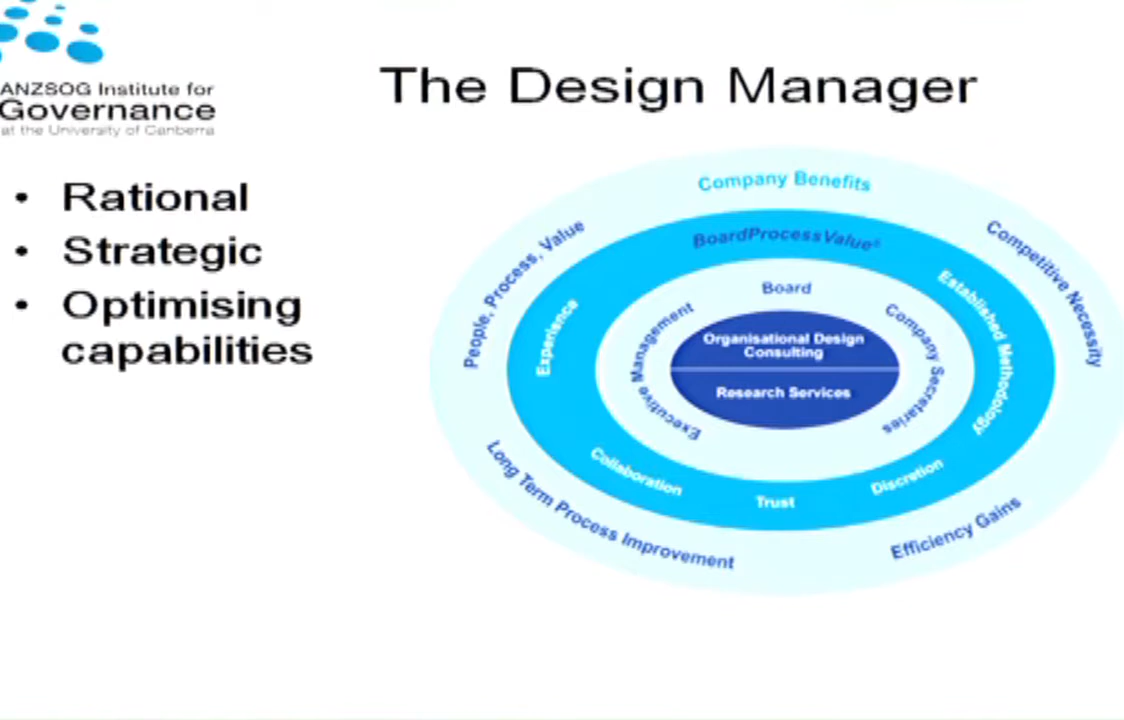 ANZSOG Institute for
Governance
at the University of Canberra
The Design Manager
• Rational
• Strategic
• Optimising
capabilities
Company Benefits
People, Process, Value
Competitive Necessity
Long Term Process Improvement
Efficiency Gains
BoardProcessValue®
Experience
Established Methodology
Collaboration
Trust
Discretion
Board
Executive Management
Company Secretaries
Organisational Design
Consulting
Research Services